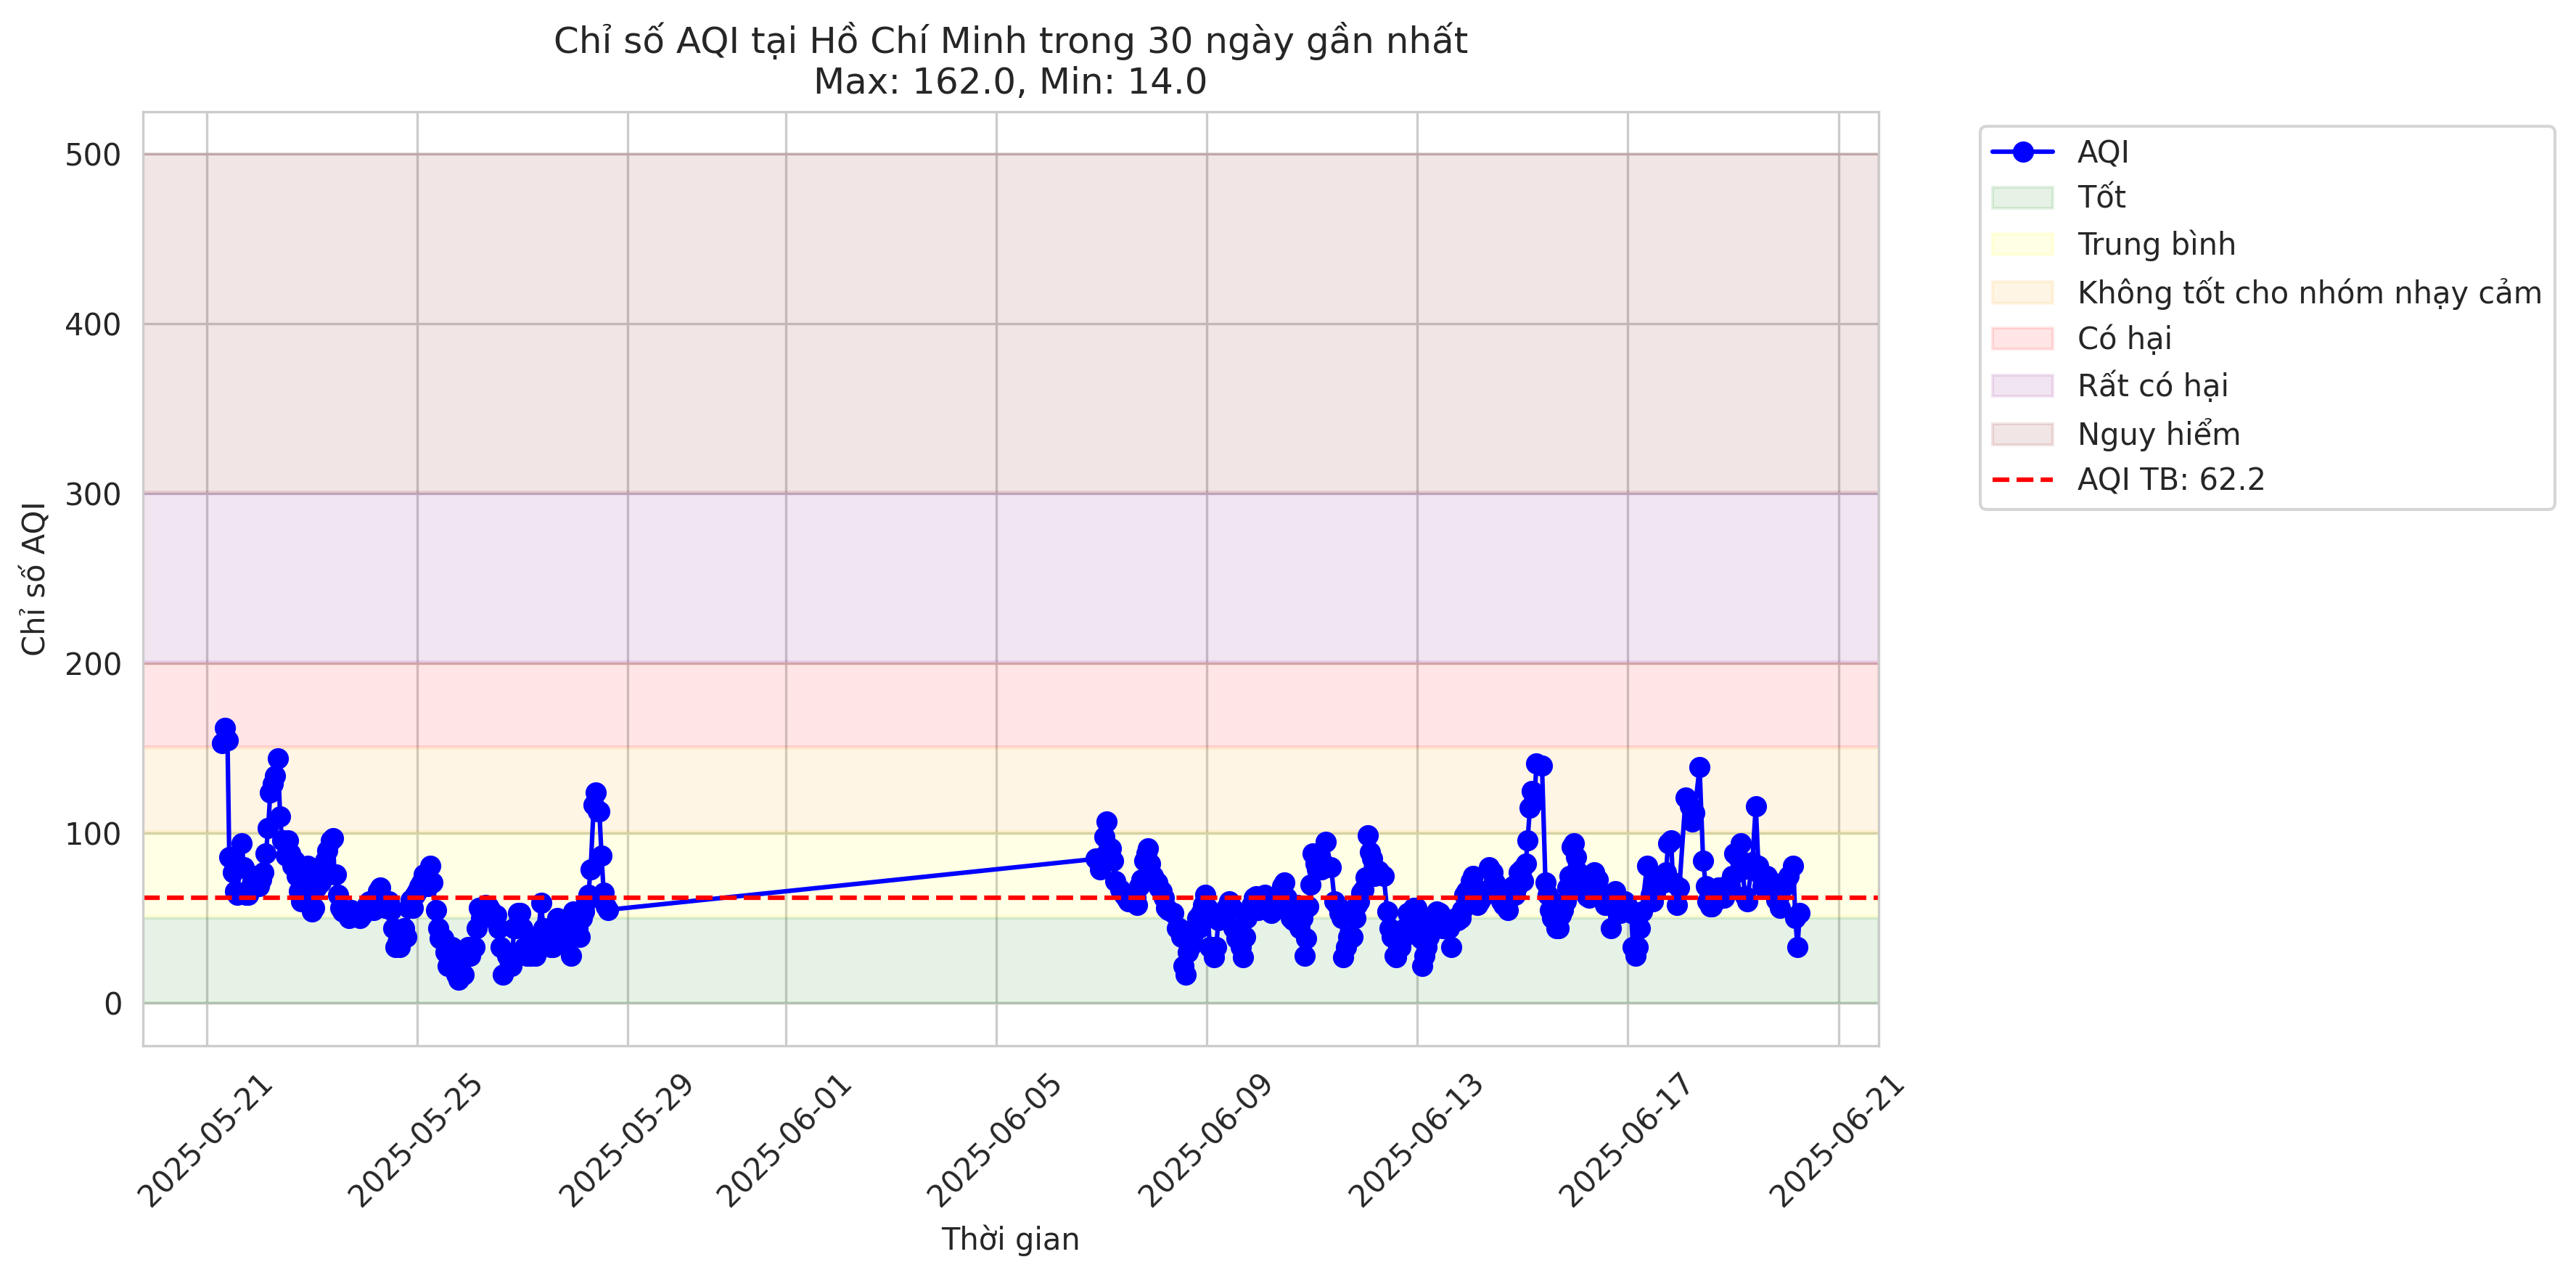 Chỉ số AQI tại Hồ Chí Minh trong 30 ngày gần nhất
Max: 162.0, Min: 14.0
Chỉ số AQI
500
400
300
200
100
0
2025-05-21
2025-05-25
2025-05-29
2025-06-01
2025-06-05
2025-06-09
2025-06-13
2025-06-17
2025-06-21
Thời gian
AQI
Tốt
Trung bình
Không tốt cho nhóm nhạy cảm
Có hại
Rất có hại
Nguy hiểm
AQI TB: 62.2